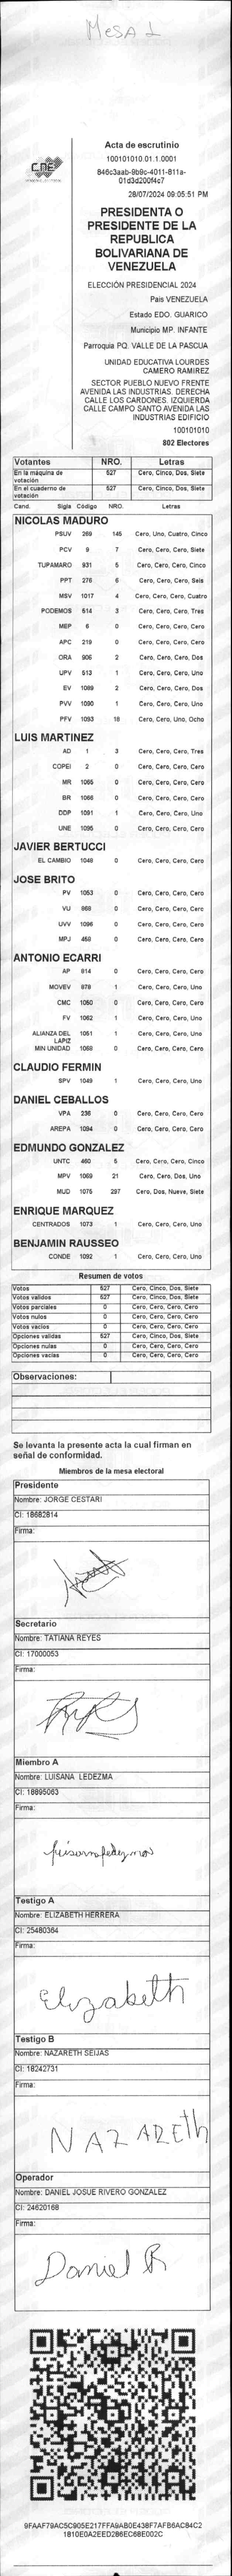 MESA 1
CNE
Acta de escrutinio
100101010.01.1.0001
846c3aab-9b9c-4011-811a-
01d3d200f4c7
28/07/2024 09:05:51 PM
PRESIDENTA O
PRESIDENTE DE LA
REPUBLICA
BOLIVARIANA DE
VENEZUELA
ELECCIÓN PRESIDENCIAL 2024
Pais VENEZUELA
Estado EDO. GUARICO
Municipio MP. INFANTE
Parroquia PQ. VALLE DE LA PASCUA
UNIDAD EDUCATIVA LOURDES
CAMERO RAMIREZ
SECTOR PUEBLO NUEVO FRENTE
AVENIDA LAS INDUSTRIAS. DERECHA
CALLE LOS CARDONES. IZQUIERDA
CALLE CAMPO SANTO AVENIDA LAS
INDUSTRIAS EDIFICIO
100101010
802 Electores
Votantes NRO. Letras
En la máquina de votación 527 Cero, Cinco, Dos, Siete
En el cuaderno de votación 527 Cero, Cinco, Dos, Siete
Cand. Sigla Código NRO. Letras
NICOLAS MADURO
PSUV 269 145 Cero, Uno, Cuatro, Cinco
PCV 9 7 Cero, Cero, Cero, Siete
TUPAMARO 931 5 Cero, Cero, Cero, Cinco
PPT 276 6 Cero, Cero, Cero, Seis
MSV 1017 4 Cero, Cero, Cero, Cuatro
PODEMOS 514 3 Cero, Cero, Cero, Tres
MEP 6 0 Cero, Cero, Cero, Cero
APC 219 0 Cero, Cero, Cero, Cero
ORA 906 2 Cero, Cero, Cero, Dos
UPV 513 1 Cero, Cero, Cero, Uno
EV 1089 2 Cero, Cero, Cero, Dos
PVV 1090 1 Cero, Cero, Cero, Uno
PFV 1093 18 Cero, Cero, Uno, Ocho
LUIS MARTINEZ
AD 1 3 Cero, Cero, Cero, Tres
COPEI 2 0 Cero, Cero, Cero, Cero
MR 1065 0 Cero, Cero, Cero, Cero
BR 1066 0 Cero, Cero, Cero, Cero
DDP 1091 1 Cero, Cero, Cero, Uno
UNE 1095 0 Cero, Cero, Cero, Cero
JAVIER BERTUCCI
EL CAMBIO 1048 0 Cero, Cero, Cero, Cero
JOSE BRITO
PV 1053 0 Cero, Cero, Cero, Cero
VU 868 0 Cero, Cero, Cero, Cero
UVV 1096 0 Cero, Cero, Cero, Cero
MPJ 459 0 Cero, Cero, Cero, Cero
ANTONIO ECARRI
AP 814 0 Cero, Cero, Cero, Cero
MOVEV 878 1 Cero, Cero, Cero, Uno
CMC 1050 0 Cero, Cero, Cero, Cero
FV 1062 1 Cero, Cero, Cero, Uno
ALIANZA DEL LAPIZ 1051 1 Cero, Cero, Cero, Uno
MIN UNIDAD 1068 0 Cero, Cero, Cero, Cero
CLAUDIO FERMIN
SPV 1049 1 Cero, Cero, Cero, Uno
DANIEL CEBALLOS
VPA 236 0 Cero, Cero, Cero, Cero
AREPA 1094 0 Cero, Cero, Cero, Cero
EDMUNDO GONZALEZ
UNTC 460 5 Cero, Cero, Cero, Cinco
MPV 1069 21 Cero, Cero, Dos, Uno
MUD 1075 297 Cero, Dos, Nueve, Siete
ENRIQUE MARQUEZ
CENTRADOS 1073 1 Cero, Cero, Cero, Uno
BENJAMIN RAUSSEO
CONDE 1092 1 Cero, Cero, Cero, Uno
Resumen de votos
Votos 527 Cero, Cinco, Dos, Siete
Votos validos 527 Cero, Cinco, Dos, Siete
Votos parciales 0 Cero, Cero, Cero, Cero
Votos nulos 0 Cero, Cero, Cero, Cero
Votos vacios 0 Cero, Cero, Cero, Cero
Opciones validas 527 Cero, Cinco, Dos, Siete
Opciones nulas 0 Cero, Cero, Cero, Cero
Opciones vacias 0 Cero, Cero, Cero, Cero
Observaciones:
Se levanta la presente acta la cual firman en
señal de conformidad.
Miembros de la mesa electoral
Presidente
Nombre: JORGE CESTARI
CI: 18682814
Firma:
Secretario
Nombre: TATIANA REYES
CI: 17000053
Firma:
Miembro A
Nombre: LUISANA LEDEZMA
CI: 18895063
Firma:
Testigo A
Nombre: ELIZABETH HERRERA
CI: 25480364
Firma:
Elizabeth
Testigo B
Nombre: NAZARETH SEIJAS
CI: 18242731
Firma:
NAZARETh
Operador
Nombre: DANIEL JOSUE RIVERO GONZALEZ
CI: 24620168
Firma:
Daniel R
9FAAF79AC5C905E217FFA9AB0E438F7AFB6AC84C2
1810E0A2EED286EC68E002C